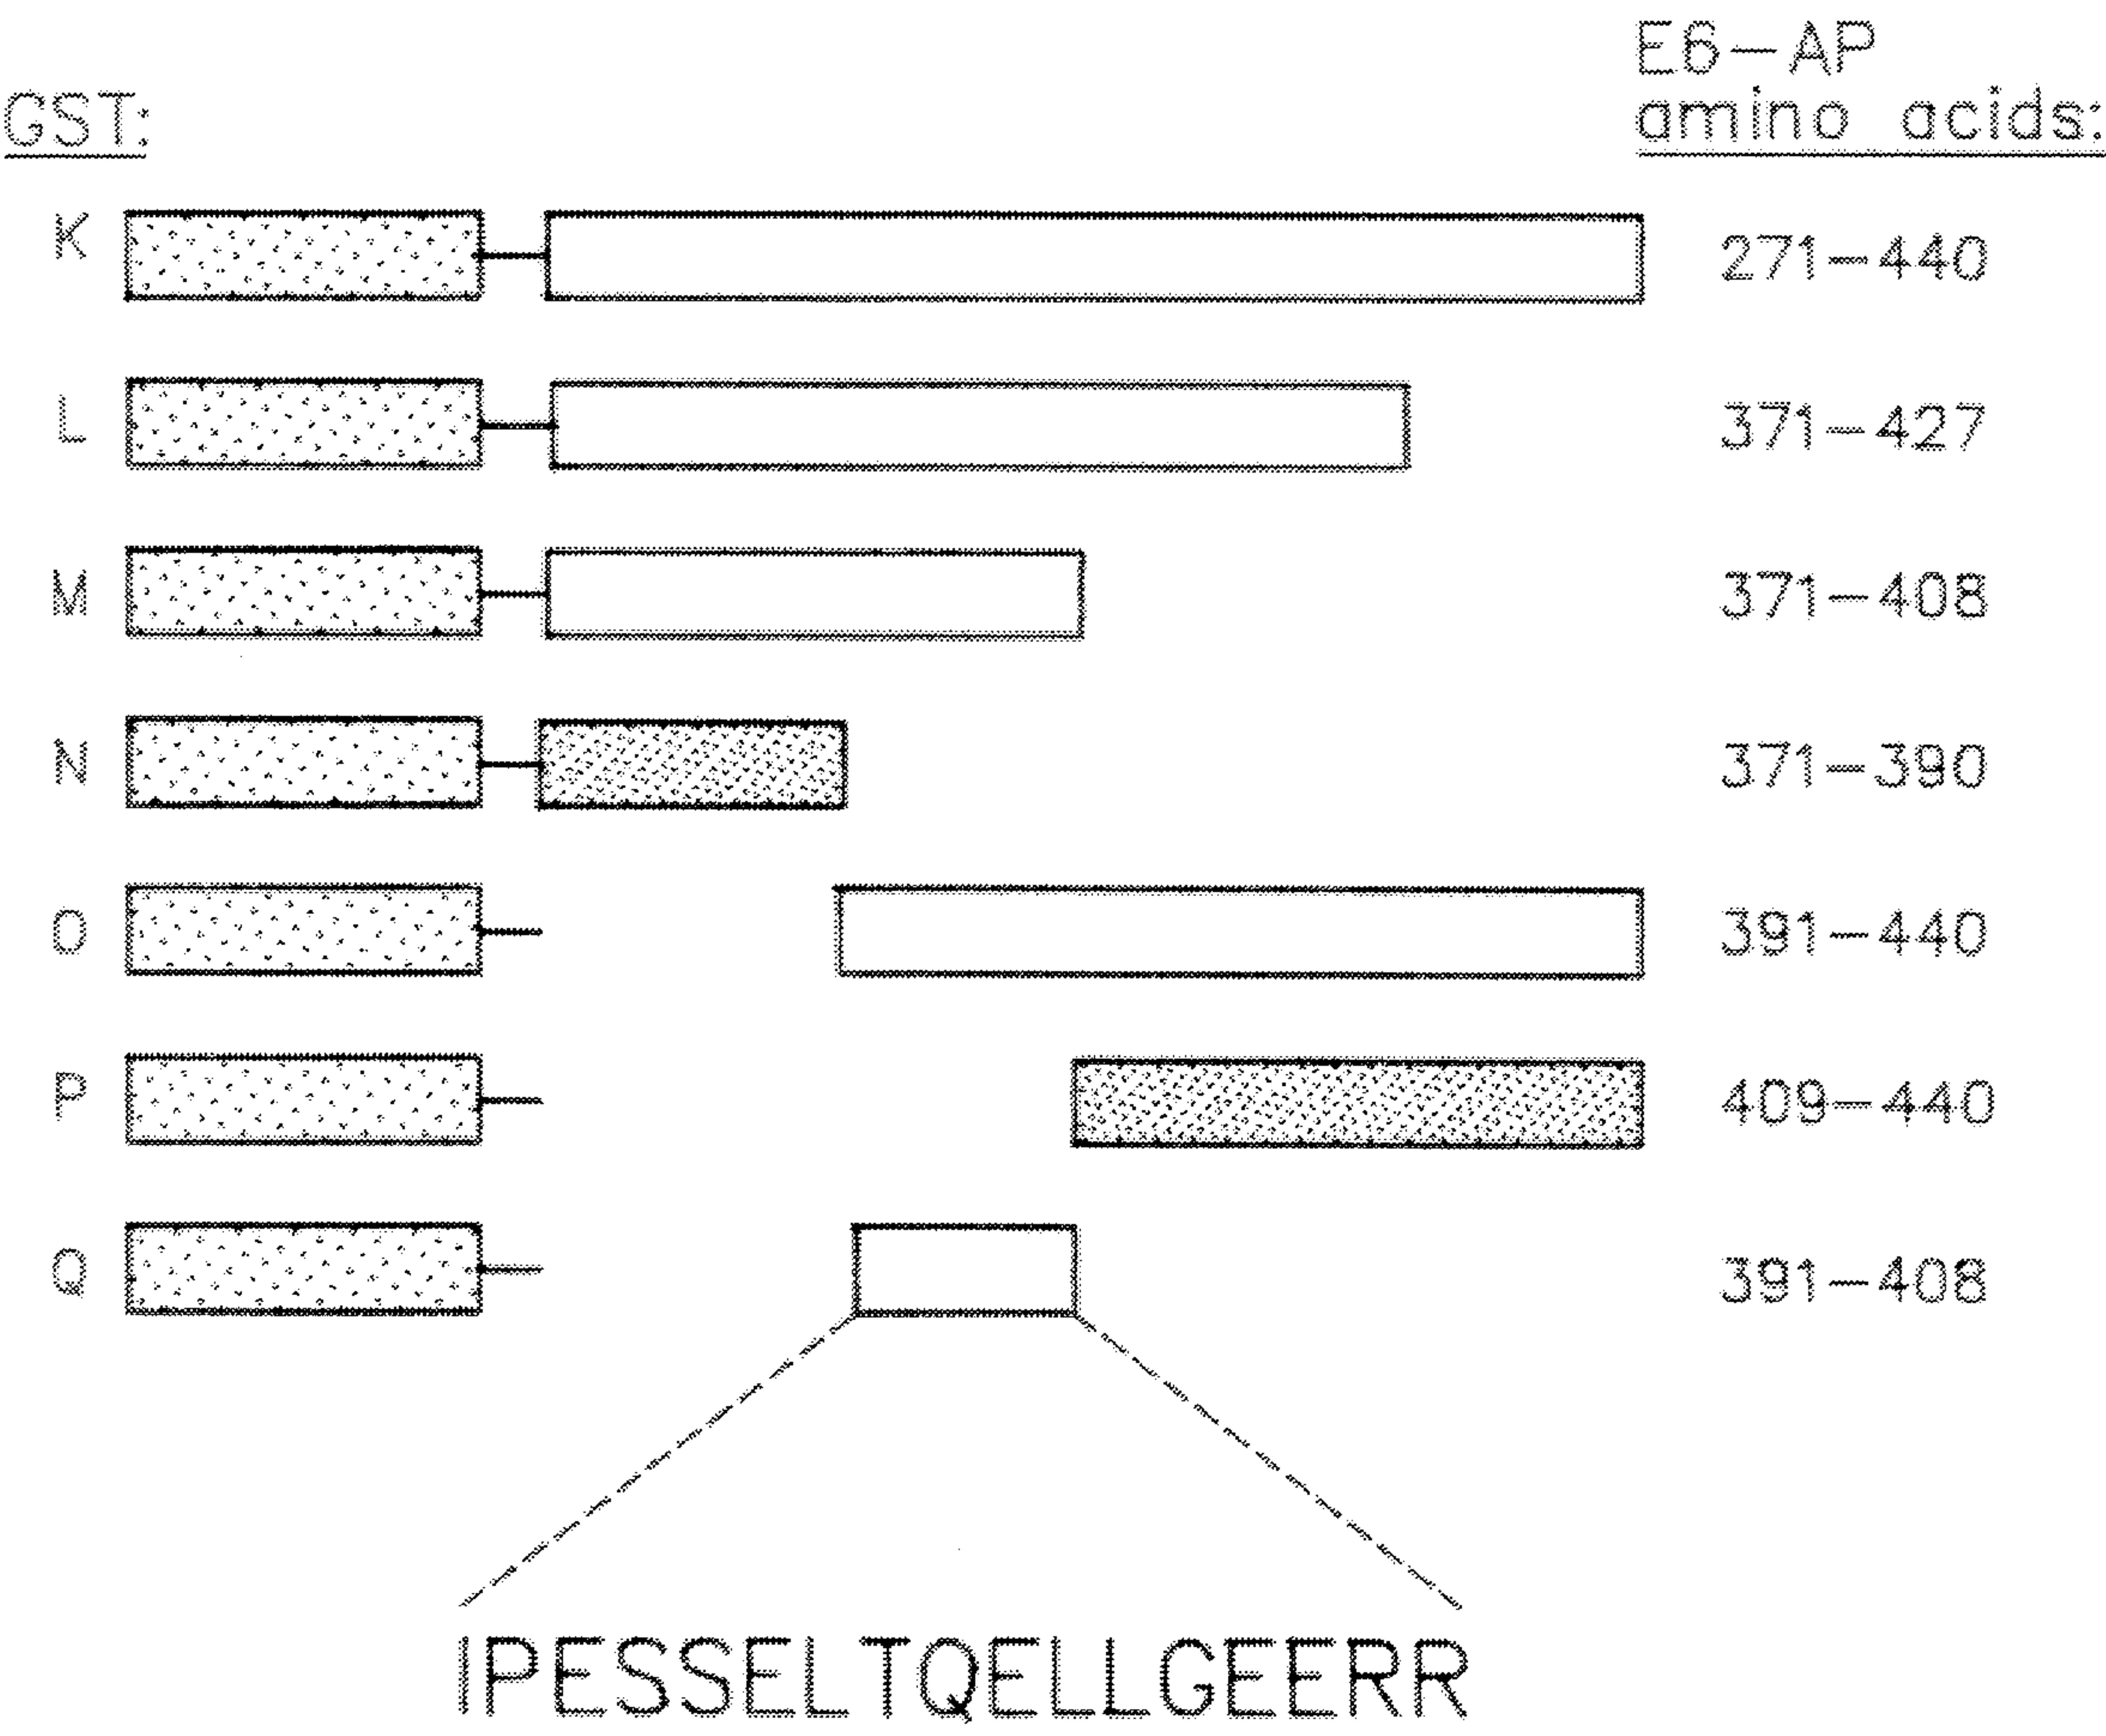 E6-AP
GST: amino acids:
K 271-440
L 371-427
M 371-408
N 371-390
O 391-440
P 409-440
Q 391-408
IPESSELTQELLGEERR